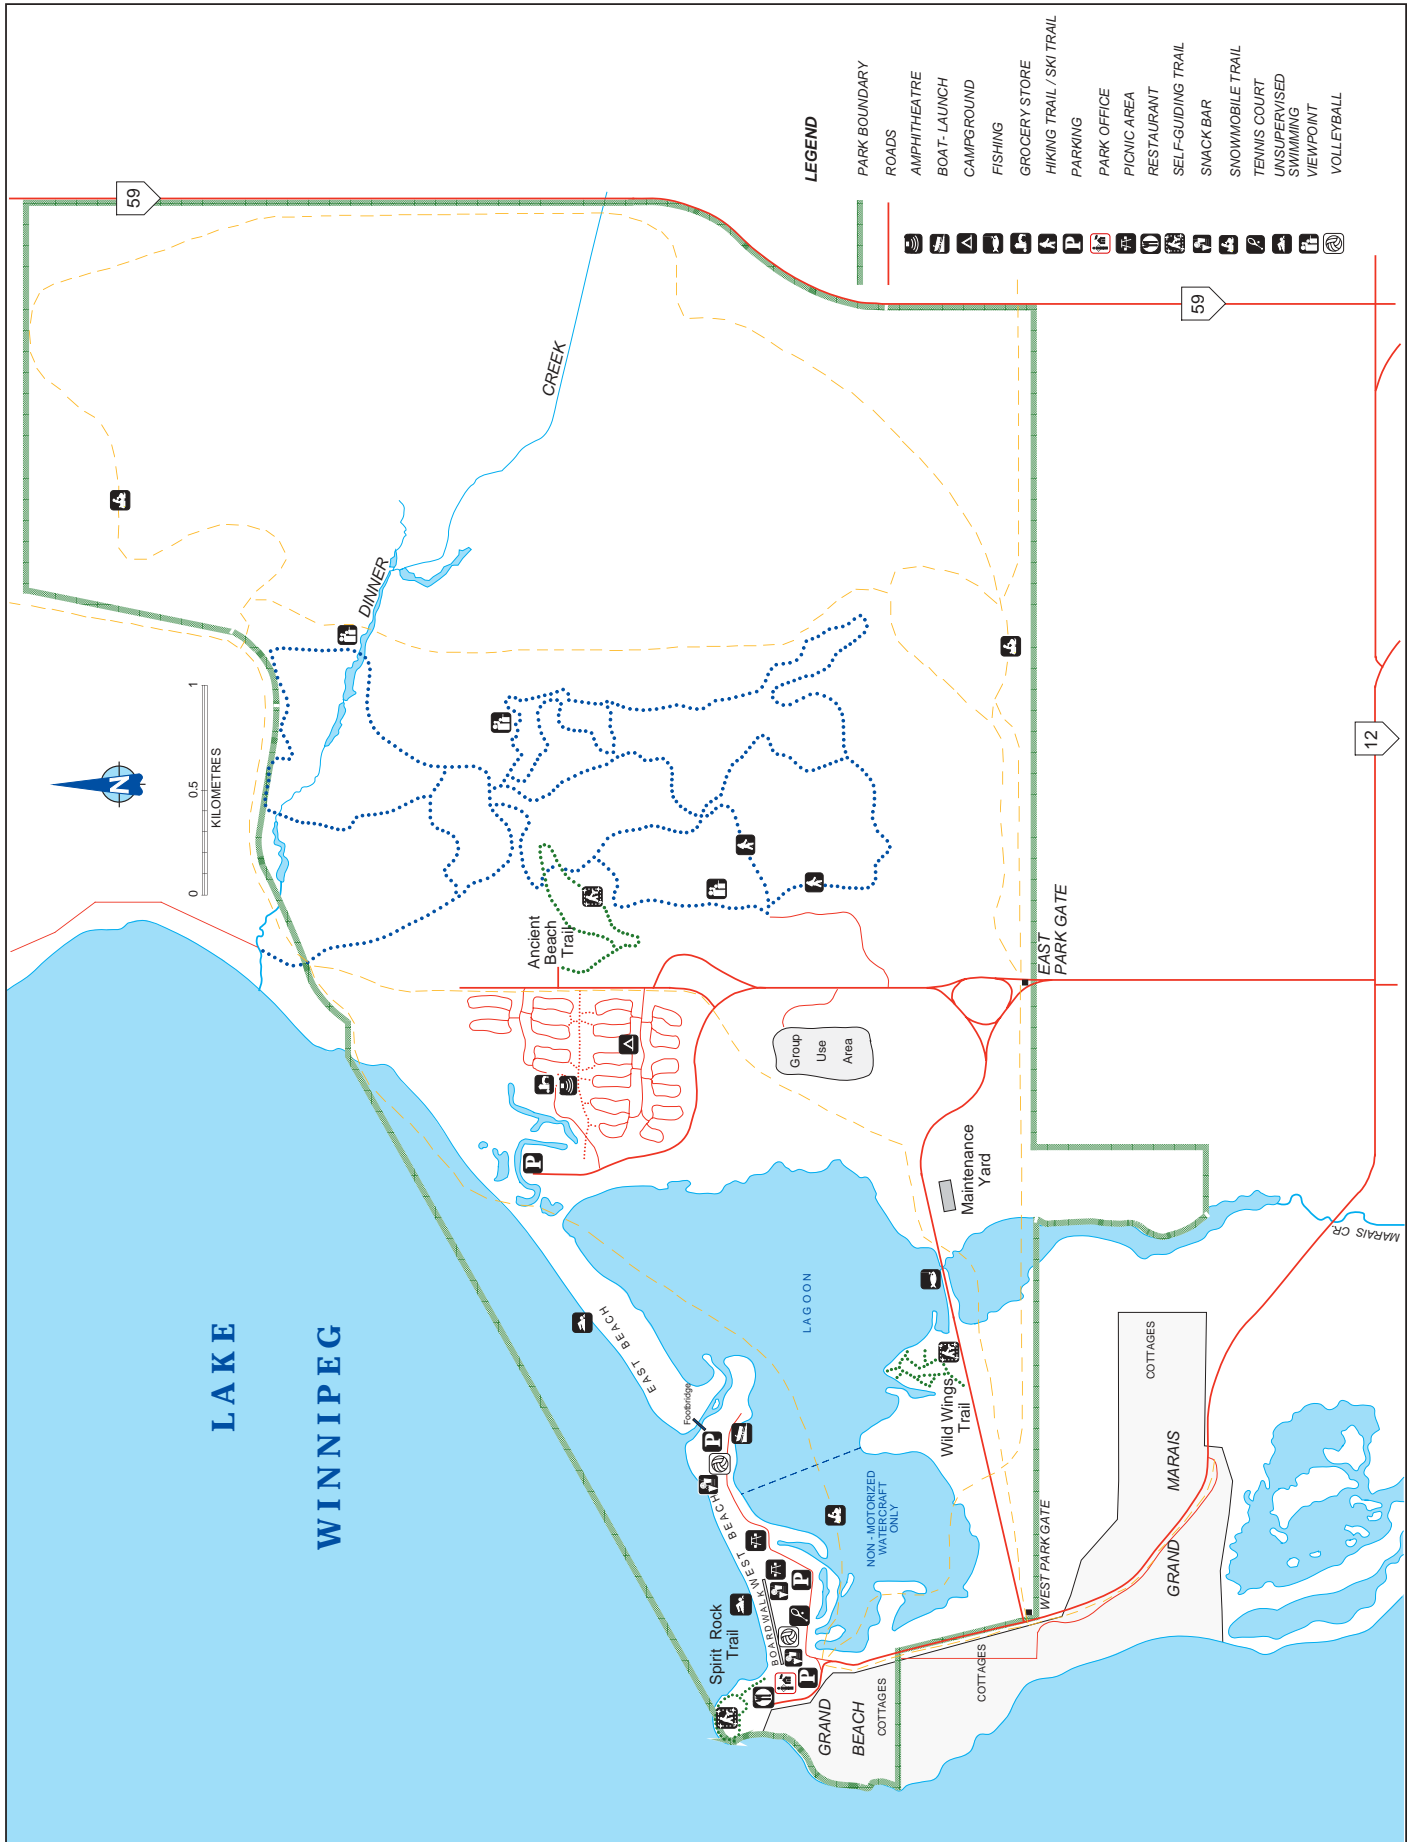 LAKE
WINNIPEG
N
0
0.5
1
KILOMETRES
59
DINNER
CREEK
Ancient
Beach
Trail
Group
Use
Area
EAST
PARK GATE
Maintenance
Yard
LAGOON
EAST BEACH
Footbridge
WEST BEACH
BOARDWALK
Spirit Rock
Trail
P
P
P
P
NON - MOTORIZED
WATERCRAFT
ONLY
Wild Wings
Trail
WEST PARK GATE
GRAND
BEACH
COTTAGES
COTTAGES
GRAND
MARAIS
COTTAGES
MARAIS CR.
12
59
LEGEND
PARK BOUNDARY
ROADS
AMPHITHEATRE
BOAT- LAUNCH
CAMPGROUND
FISHING
GROCERY STORE
HIKING TRAIL / SKI TRAIL
P PARKING
PARK OFFICE
PICNIC AREA
RESTAURANT
SELF-GUIDING TRAIL
SNACK BAR
SNOWMOBILE TRAIL
TENNIS COURT
UNSUPERVISED
SWIMMING
VIEWPOINT
VOLLEYBALL